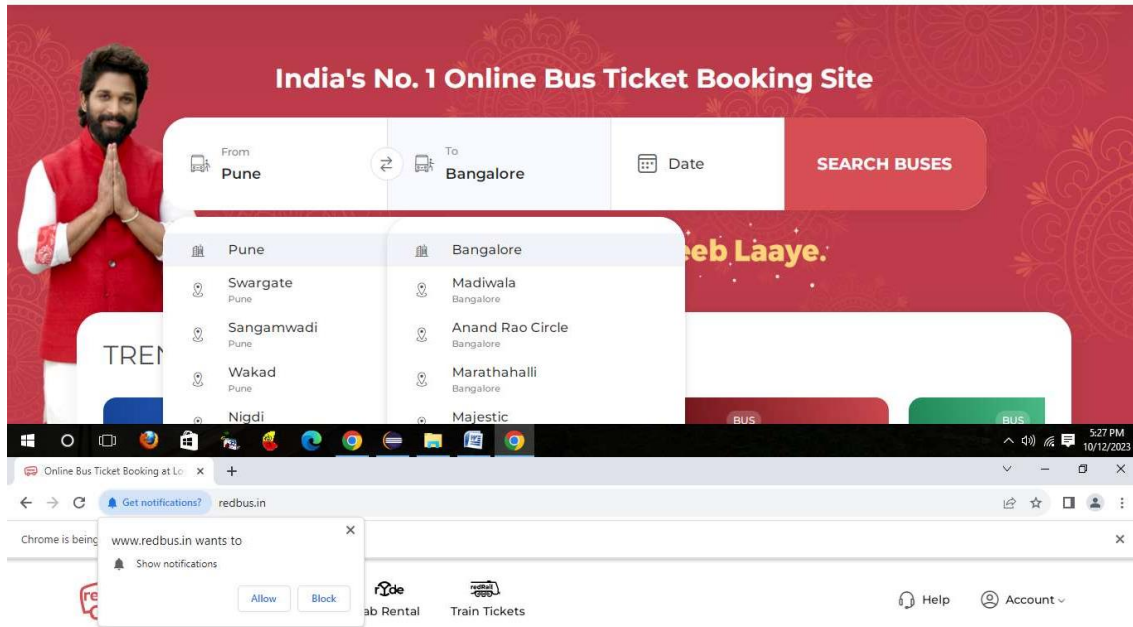 India's No. 1 Online Bus Ticket Booking Site
From
Pune
To
Bangalore
Date
SEARCH BUSES
Pune
Bangalore
eeb Laaye.
Swargate
Pune
Madiwala
Bangalore
Sangamwadi
Pune
Anand Rao Circle
Bangalore
TREN
Wakad
Pune
Marathahalli
Bangalore
Nigdi
Majestic
BUS
BUS
5:27 PM
10/12/2023
Online Bus Ticket Booking at Lo
Get notifications? redbus.in
Chrome is being
www.redbus.in wants to
Show notifications
Allow Block
re
ryde
ab Rental
redRail
Train Tickets
Help
Account